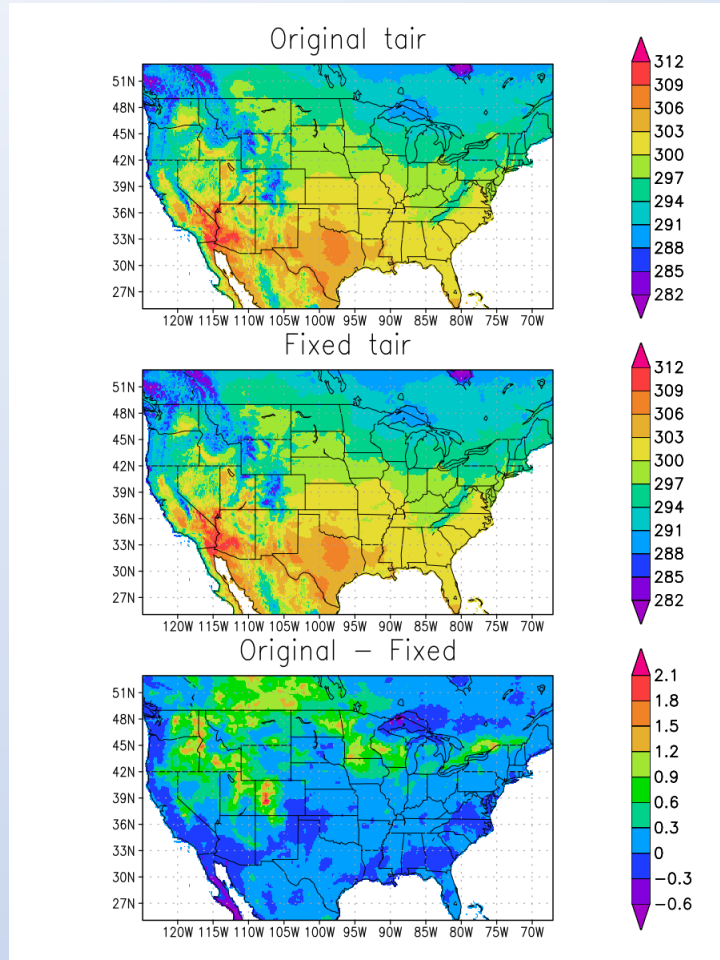 Original tair
51N
48N
45N
42N
39N
36N
33N
30N
27N
120W 115W 110W 105W 100W 95W 90W 85W 80W 75W 70W
312
309
306
303
300
297
294
291
288
285
282
Fixed tair
51N
48N
45N
42N
39N
36N
33N
30N
27N
120W 115W 110W 105W 100W 95W 90W 85W 80W 75W 70W
312
309
306
303
300
297
294
291
288
285
282
Original − Fixed
51N
48N
45N
42N
39N
36N
33N
30N
27N
120W 115W 110W 105W 100W 95W 90W 85W 80W 75W 70W
2.1
1.8
1.5
1.2
0.9
0.6
0.3
0
−0.3
−0.6